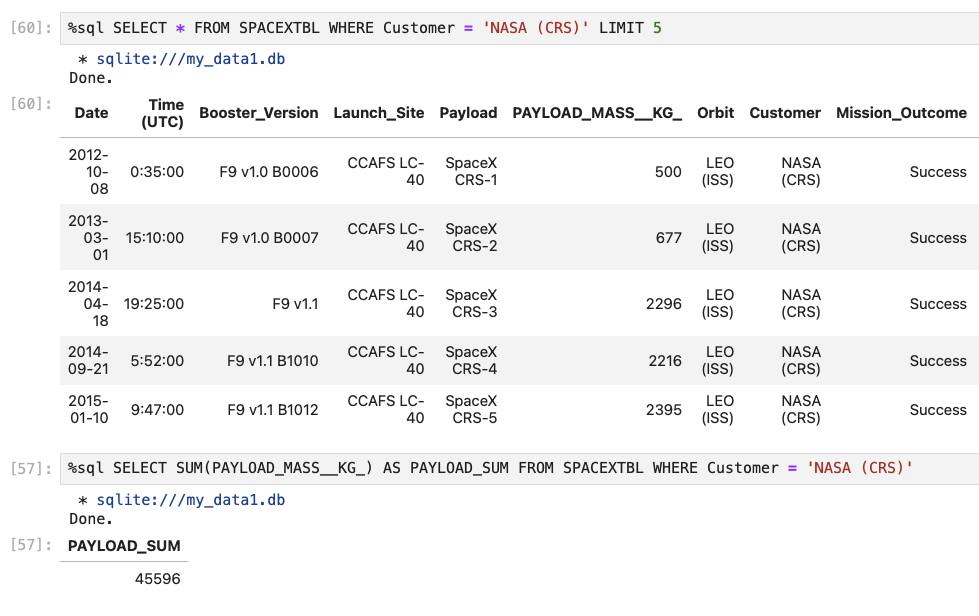 [60]: %sql SELECT * FROM SPACEXTBL WHERE Customer = 'NASA (CRS)' LIMIT 5
* sqlite:///my_data1.db
Done.
[60]: Date Time (UTC) Booster_Version Launch_Site Payload PAYLOAD_MASS__KG_ Orbit Customer Mission_Outcome
2012-10-08 0:35:00 F9 v1.0 B0006 CCAFS LC-40 SpaceX CRS-1 500 LEO (ISS) NASA (CRS) Success
2013-03-01 15:10:00 F9 v1.0 B0007 CCAFS LC-40 SpaceX CRS-2 677 LEO (ISS) NASA (CRS) Success
2014-04-18 19:25:00 F9 v1.1 CCAFS LC-40 SpaceX CRS-3 2296 LEO (ISS) NASA (CRS) Success
2014-09-21 5:52:00 F9 v1.1 B1010 CCAFS LC-40 SpaceX CRS-4 2216 LEO (ISS) NASA (CRS) Success
2015-01-10 9:47:00 F9 v1.1 B1012 CCAFS LC-40 SpaceX CRS-5 2395 LEO (ISS) NASA (CRS) Success
[57]: %sql SELECT SUM(PAYLOAD_MASS__KG_) AS PAYLOAD_SUM FROM SPACEXTBL WHERE Customer = 'NASA (CRS)'
* sqlite:///my_data1.db
Done.
[57]: PAYLOAD_SUM
45596